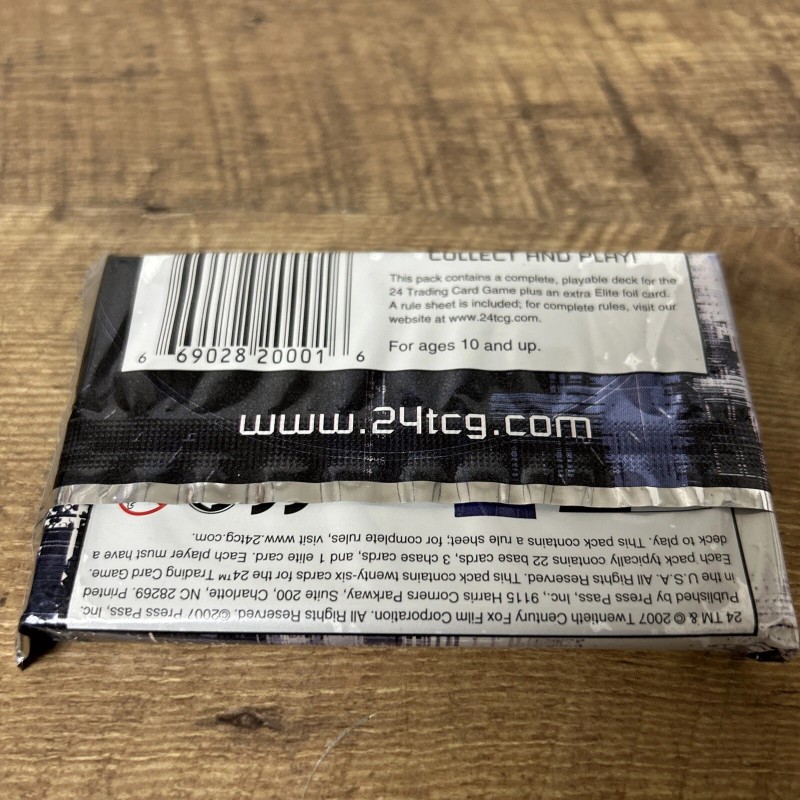 COLLECT AND PLAY!
This pack contains a complete, playable deck for the
24 Trading Card Game plus an extra Elite foil card.
A rule sheet is included; for complete rules, visit our
website at www.24tcg.com.
For ages 10 and up.
6 69028 20001 6
www.24tcg.com
24 TM & © 2007 Twentieth Century Fox Film Corporation. All Rights Reserved. ©2007 Press Pass, Inc.
Published by Press Pass, Inc., 9115 Harris Corners Parkway, Suite 200, Charlotte, NC 28269. Printed
in the U.S.A. All Rights Reserved. This pack contains twenty-six cards for the 24™ Trading Card Game.
Each pack typically contains 22 base cards, 3 chase cards, and 1 elite card. Each player must have a
deck to play. This pack contains a rule sheet; for complete rules, visit www.24tcg.com.